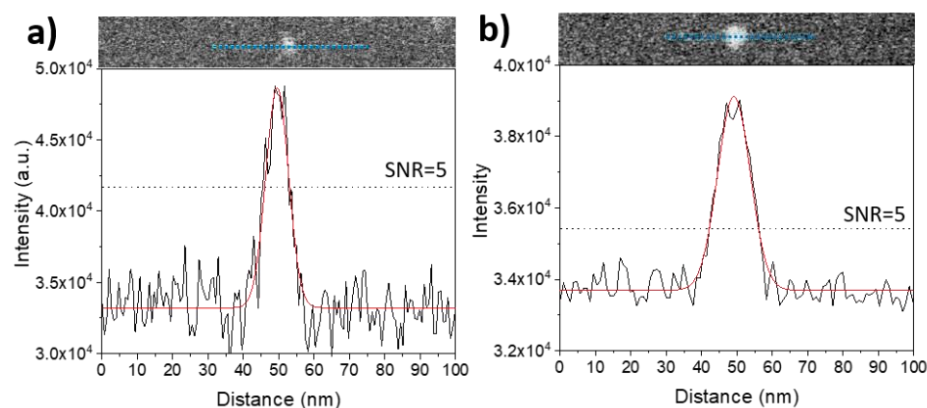 a)
5.0x10⁴
4.5x10⁴
4.0x10⁴
3.5x10⁴
3.0x10⁴
Intensity (a.u.)
SNR=5
0 10 20 30 40 50 60 70 80 90 100
Distance (nm)
b)
4.0x10⁴
3.8x10⁴
3.6x10⁴
3.4x10⁴
3.2x10⁴
Intensity
SNR=5
0 10 20 30 40 50 60 70 80 90 100
Distance (nm)